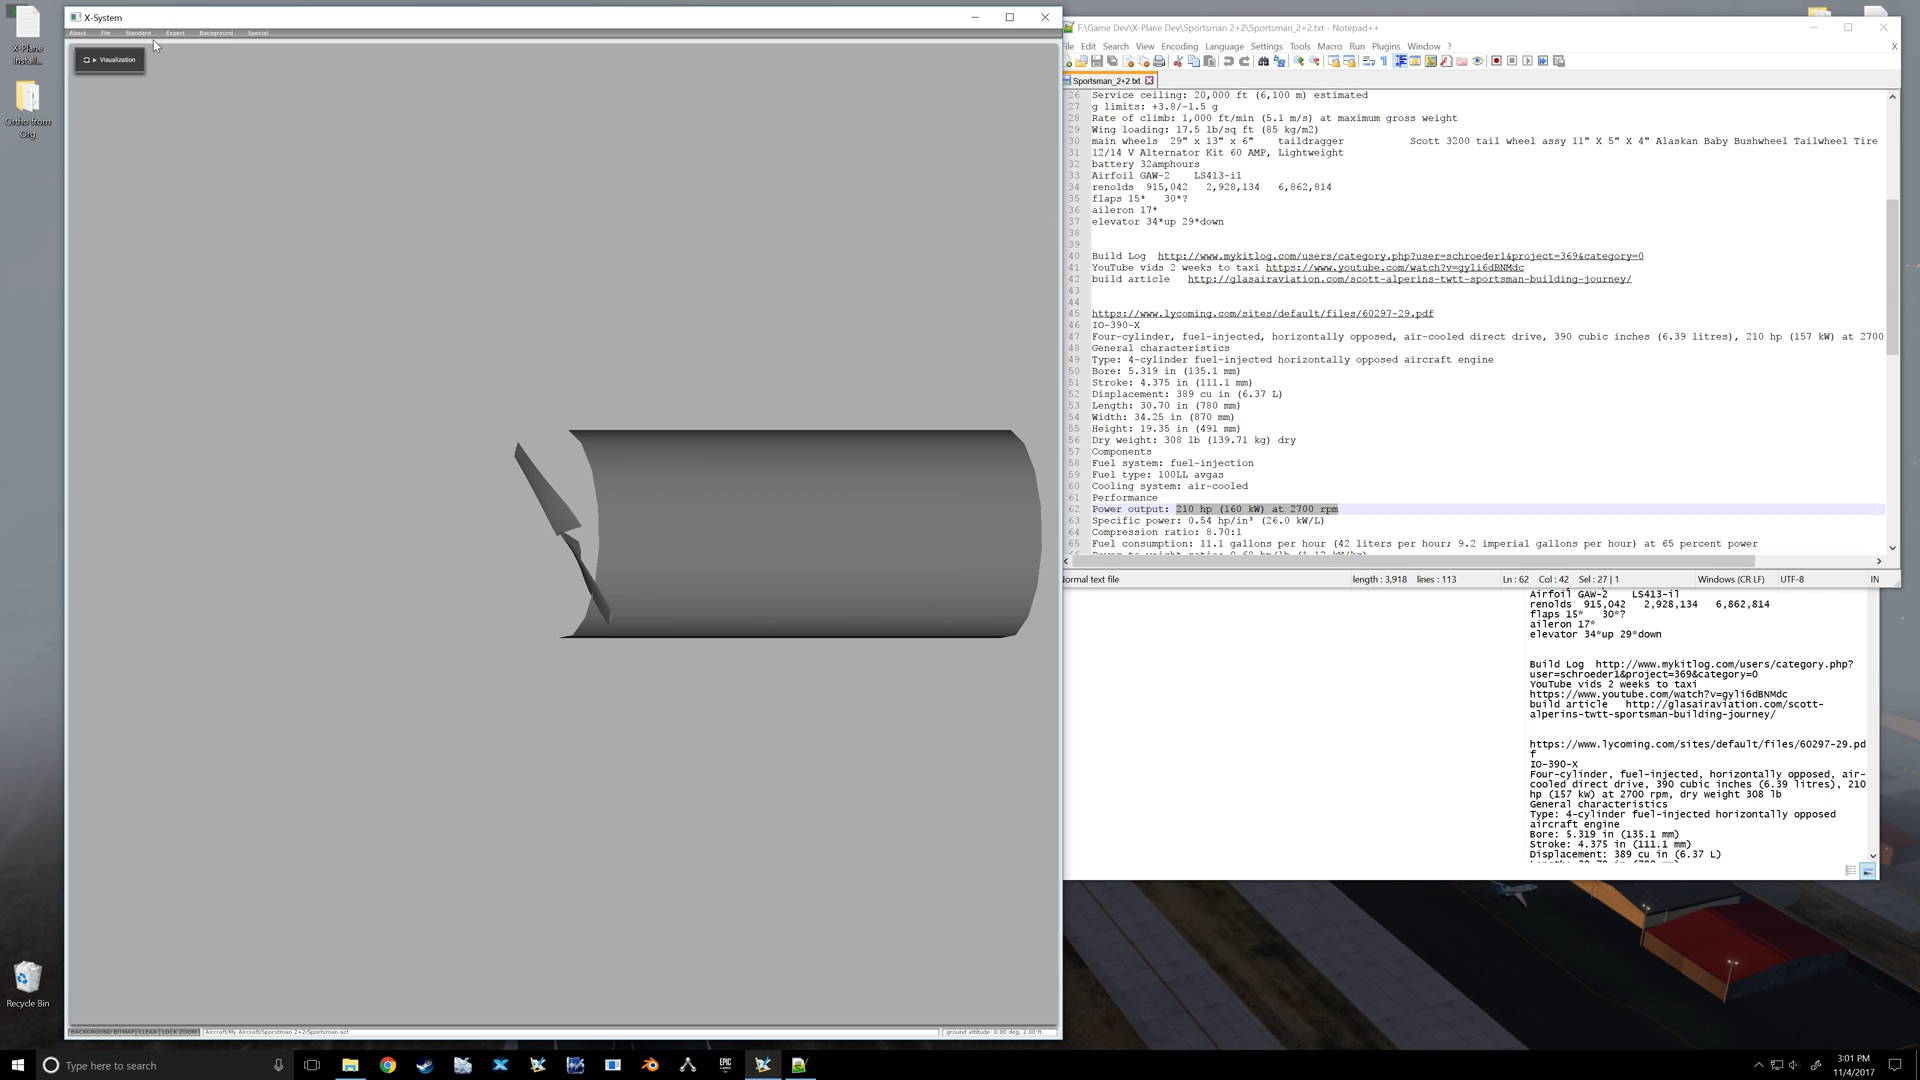 X-Plane
Install...
Ortho from
Org
Recycle Bin
X-System
About File Standard Expert Background Special
Visualization
BACKGROUND BITMAP CLEAR LOCK ZOOM Aircraft/My Aircraft/Sporstman 2+2/Sportsman.acf ground attitude: 0.00 deg, 2.00 ft.
F:\Game Dev\X-Plane Dev\Sportsman 2+2\Sportsman_2+2.txt - Notepad++
File Edit Search View Encoding Language Settings Tools Macro Run Plugins Window ? X
Sportsman_2+2.txt
26 Service ceiling: 20,000 ft (6,100 m) estimated
27 g limits: +3.8/-1.5 g
28 Rate of climb: 1,000 ft/min (5.1 m/s) at maximum gross weight
29 Wing loading: 17.5 lb/sq ft (85 kg/m2)
30 main wheels 29" x 13" x 6" taildragger Scott 3200 tail wheel assy 11" X 5" X 4" Alaskan Baby Bushwheel Tailwheel Tire
31 12/14 V Alternator Kit 60 AMP, Lightweight
32 battery 32amphours
33 Airfoil GAW-2 LS413-il
34 renolds 915,042 2,928,134 6,862,814
35 flaps 15* 30*?
36 aileron 17*
37 elevator 34*up 29*down
38
39
40 Build Log http://www.mykitlog.com/users/category.php?user=schroeder1&project=369&category=0
41 YouTube vids 2 weeks to taxi https://www.youtube.com/watch?v=gyli6dBNMdc
42 build article http://glasairaviation.com/scott-alperins-twtt-sportsman-building-journey/
43
44
45 https://www.lycoming.com/sites/default/files/60297-29.pdf
46 IO-390-X
47 Four-cylinder, fuel-injected, horizontally opposed, air-cooled direct drive, 390 cubic inches (6.39 litres), 210 hp (157 kW) at 2700
48 General characteristics
49 Type: 4-cylinder fuel-injected horizontally opposed aircraft engine
50 Bore: 5.319 in (135.1 mm)
51 Stroke: 4.375 in (111.1 mm)
52 Displacement: 389 cu in (6.37 L)
53 Length: 30.70 in (780 mm)
54 Width: 34.25 in (870 mm)
55 Height: 19.35 in (491 mm)
56 Dry weight: 308 lb (139.71 kg) dry
57 Components
58 Fuel system: fuel-injection
59 Fuel type: 100LL avgas
60 Cooling system: air-cooled
61 Performance
62 Power output: 210 hp (160 kW) at 2700 rpm
63 Specific power: 0.54 hp/in³ (26.0 kW/L)
64 Compression ratio: 8.70:1
65 Fuel consumption: 11.1 gallons per hour (42 liters per hour; 9.2 imperial gallons per hour) at 65 percent power
Normal text file length : 3,918 lines : 113 Ln : 62 Col : 42 Sel : 27 | 1 Windows (CR LF) UTF-8 IN
Airfoil GAW-2 LS413-il
renolds 915,042 2,928,134 6,862,814
flaps 15* 30*?
aileron 17*
elevator 34*up 29*down
Build Log http://www.mykitlog.com/users/category.php?
user=schroeder1&project=369&category=0
YouTube vids 2 weeks to taxi
https://www.youtube.com/watch?v=gyli6dBNMdc
build article http://glasairaviation.com/scott-
alperins-twtt-sportsman-building-journey/
https://www.lycoming.com/sites/default/files/60297-29.pd
f
IO-390-X
Four-cylinder, fuel-injected, horizontally opposed, air-
cooled direct drive, 390 cubic inches (6.39 litres), 210
hp (157 kW) at 2700 rpm, dry weight 308 lb
General characteristics
Type: 4-cylinder fuel-injected horizontally opposed
aircraft engine
Bore: 5.319 in (135.1 mm)
Stroke: 4.375 in (111.1 mm)
Displacement: 389 cu in (6.37 L)
Type here to search
EPIC
3:01 PM
11/4/2017